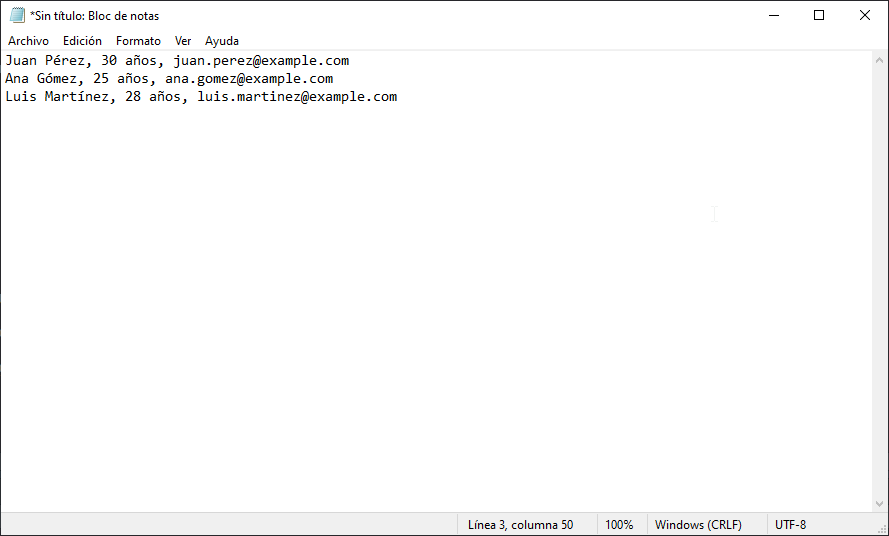 *Sin título: Bloc de notas
Archivo Edición Formato Ver Ayuda
Juan Pérez, 30 años, juan.perez@example.com
Ana Gómez, 25 años, ana.gomez@example.com
Luis Martínez, 28 años, luis.martinez@example.com
Línea 3, columna 50 100% Windows (CRLF) UTF-8